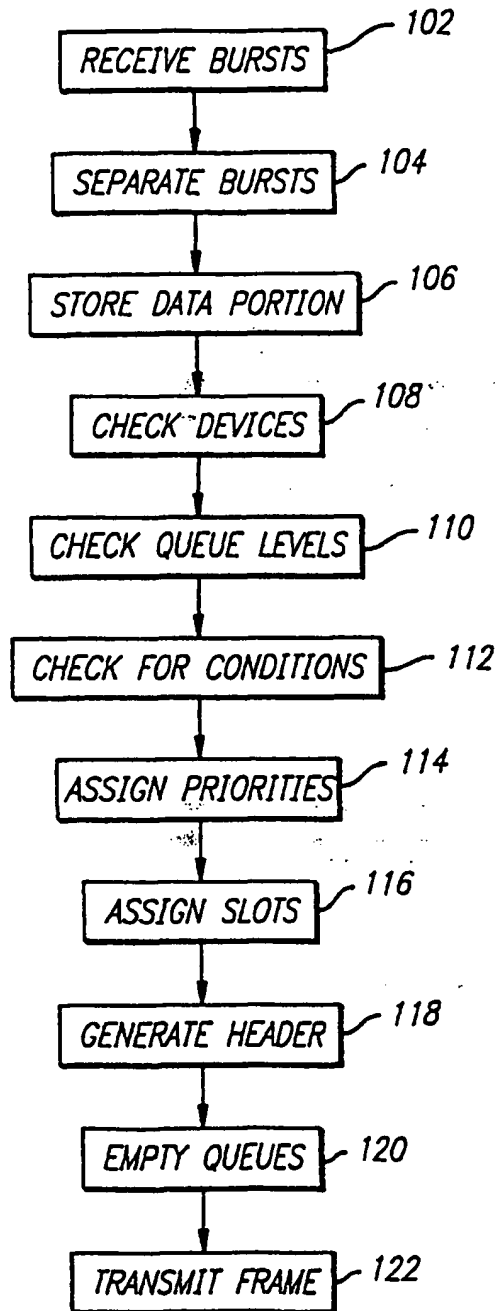 102
RECEIVE BURSTS
104
SEPARATE BURSTS
106
STORE DATA PORTION
108
CHECK DEVICES
110
CHECK QUEUE LEVELS
112
CHECK FOR CONDITIONS
114
ASSIGN PRIORITIES
116
ASSIGN SLOTS
118
GENERATE HEADER
120
EMPTY QUEUES
122
TRANSMIT FRAME